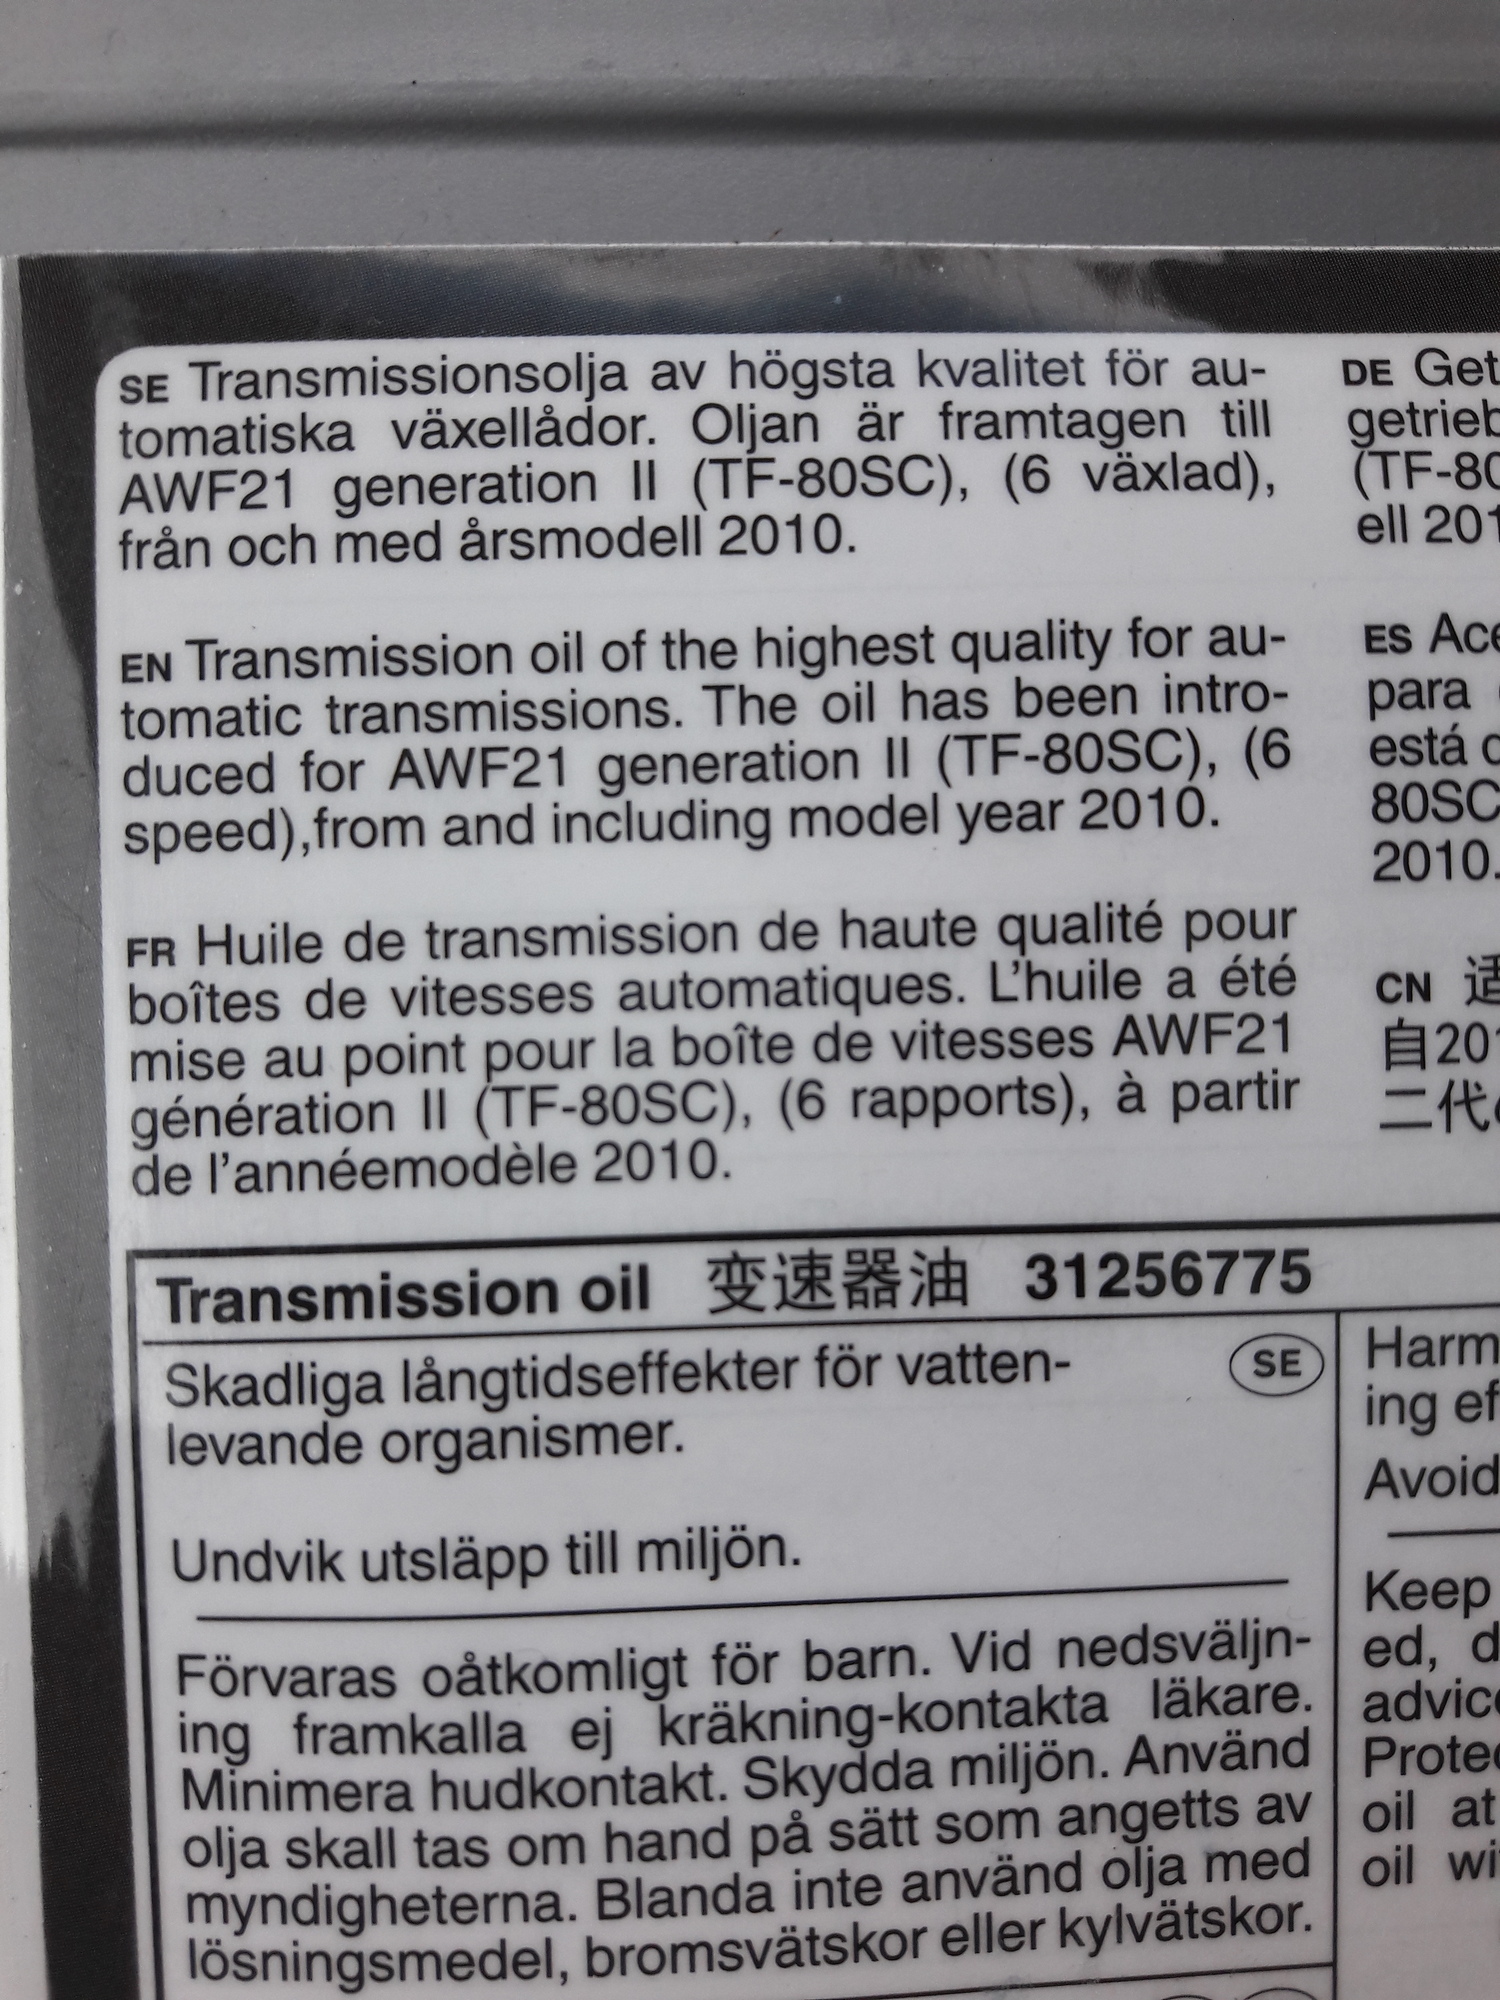 SE Transmissionsolja av högsta kvalitet för au-
tomatiska växellådor. Oljan är framtagen till
AWF21 generation II (TF-80SC), (6 växlad),
från och med årsmodell 2010.
EN Transmission oil of the highest quality for au-
tomatic transmissions. The oil has been intro-
duced for AWF21 generation II (TF-80SC), (6
speed),from and including model year 2010.
FR Huile de transmission de haute qualité pour
boîtes de vitesses automatiques. L'huile a été
mise au point pour la boîte de vitesses AWF21
génération II (TF-80SC), (6 rapports), à partir
de l'annéemodèle 2010.
DE Get
getrieb
(TF-80
ell 201
ES Ace
para
está
80SC
2010.
CN 适
自201
二代
Transmission oil 变速器油 31256775
Skadliga långtidseffekter för vatten-
levande organismer.
SE
Undvik utsläpp till miljön.
Förvaras oåtkomligt för barn. Vid nedsväljn-
ing framkalla ej kräkning-kontakta läkare.
Minimera hudkontakt. Skydda miljön. Använd
olja skall tas om hand på sätt som angetts av
myndigheterna. Blanda inte använd olja med
lösningsmedel, bromsvätskor eller kylvätskor.
Harm
ing ef
Avoid
Keep
ed, d
advice
Protec
oil at
oil wi